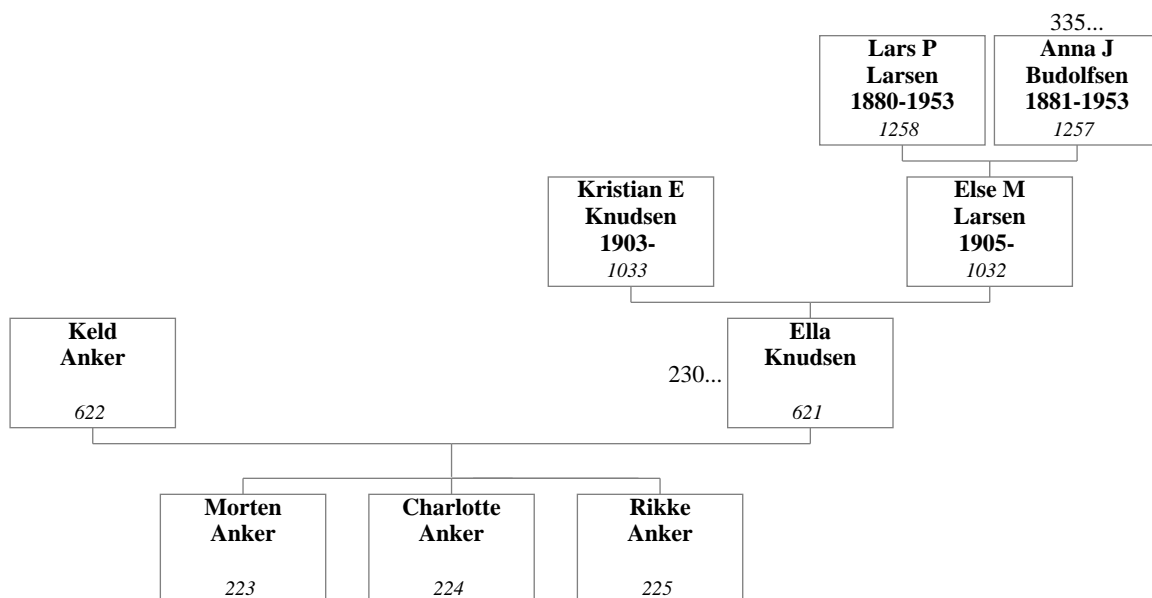 335...
Lars P
Larsen
1880-1953
1258
Anna J
Budolfsen
1881-1953
1257
Kristian E
Knudsen
1903-
1033
Else M
Larsen
1905-
1032
Keld
Anker
622
230...
Ella
Knudsen
621
Morten
Anker
223
Charlotte
Anker
224
Rikke
Anker
225